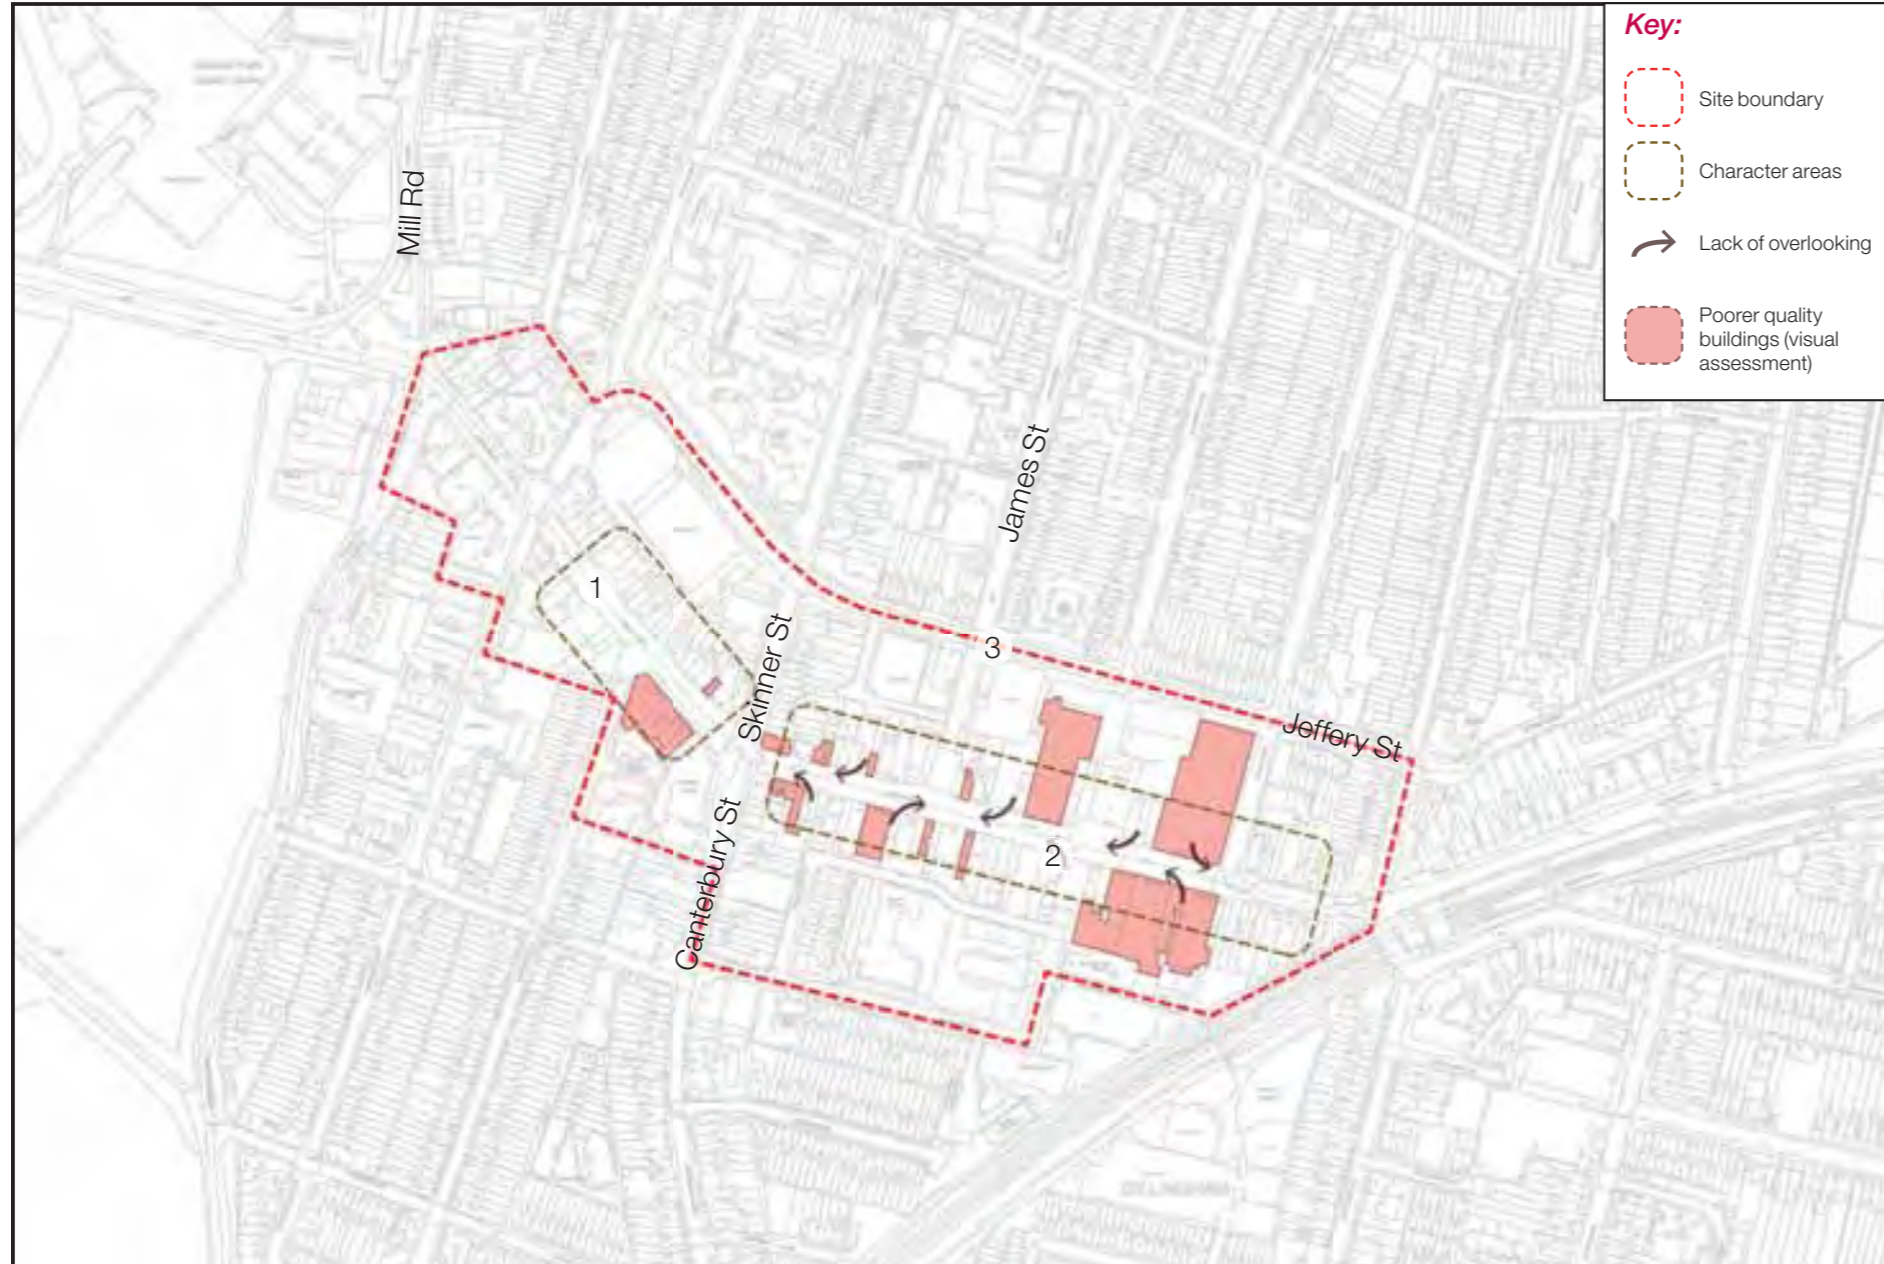 Key:
Site boundary
Character areas
Lack of overlooking
Poorer quality
buildings (visual
assessment)
Mill Rd
James St
1
Skinner St
3
Jeffery St
Canterbury St
2